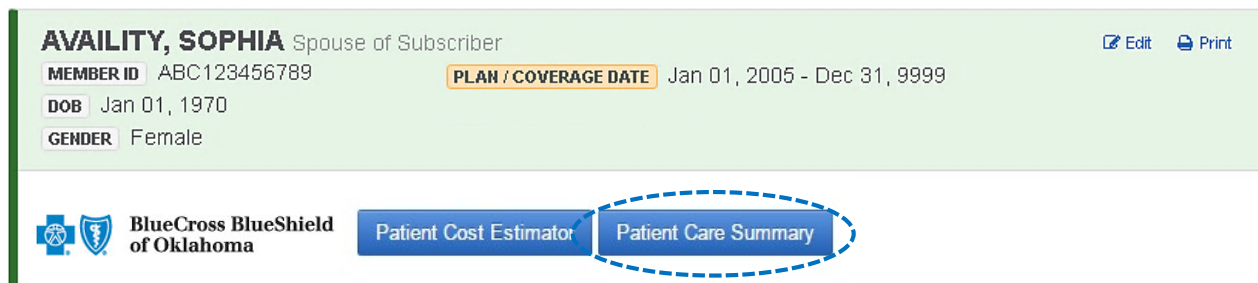 AVAILITY, SOPHIA Spouse of Subscriber
Edit Print
MEMBER ID ABC123456789
PLAN / COVERAGE DATE Jan 01, 2005 - Dec 31, 9999
DOB Jan 01, 1970
GENDER Female
BlueCross BlueShield
of Oklahoma
Patient Cost Estimator
Patient Care Summary